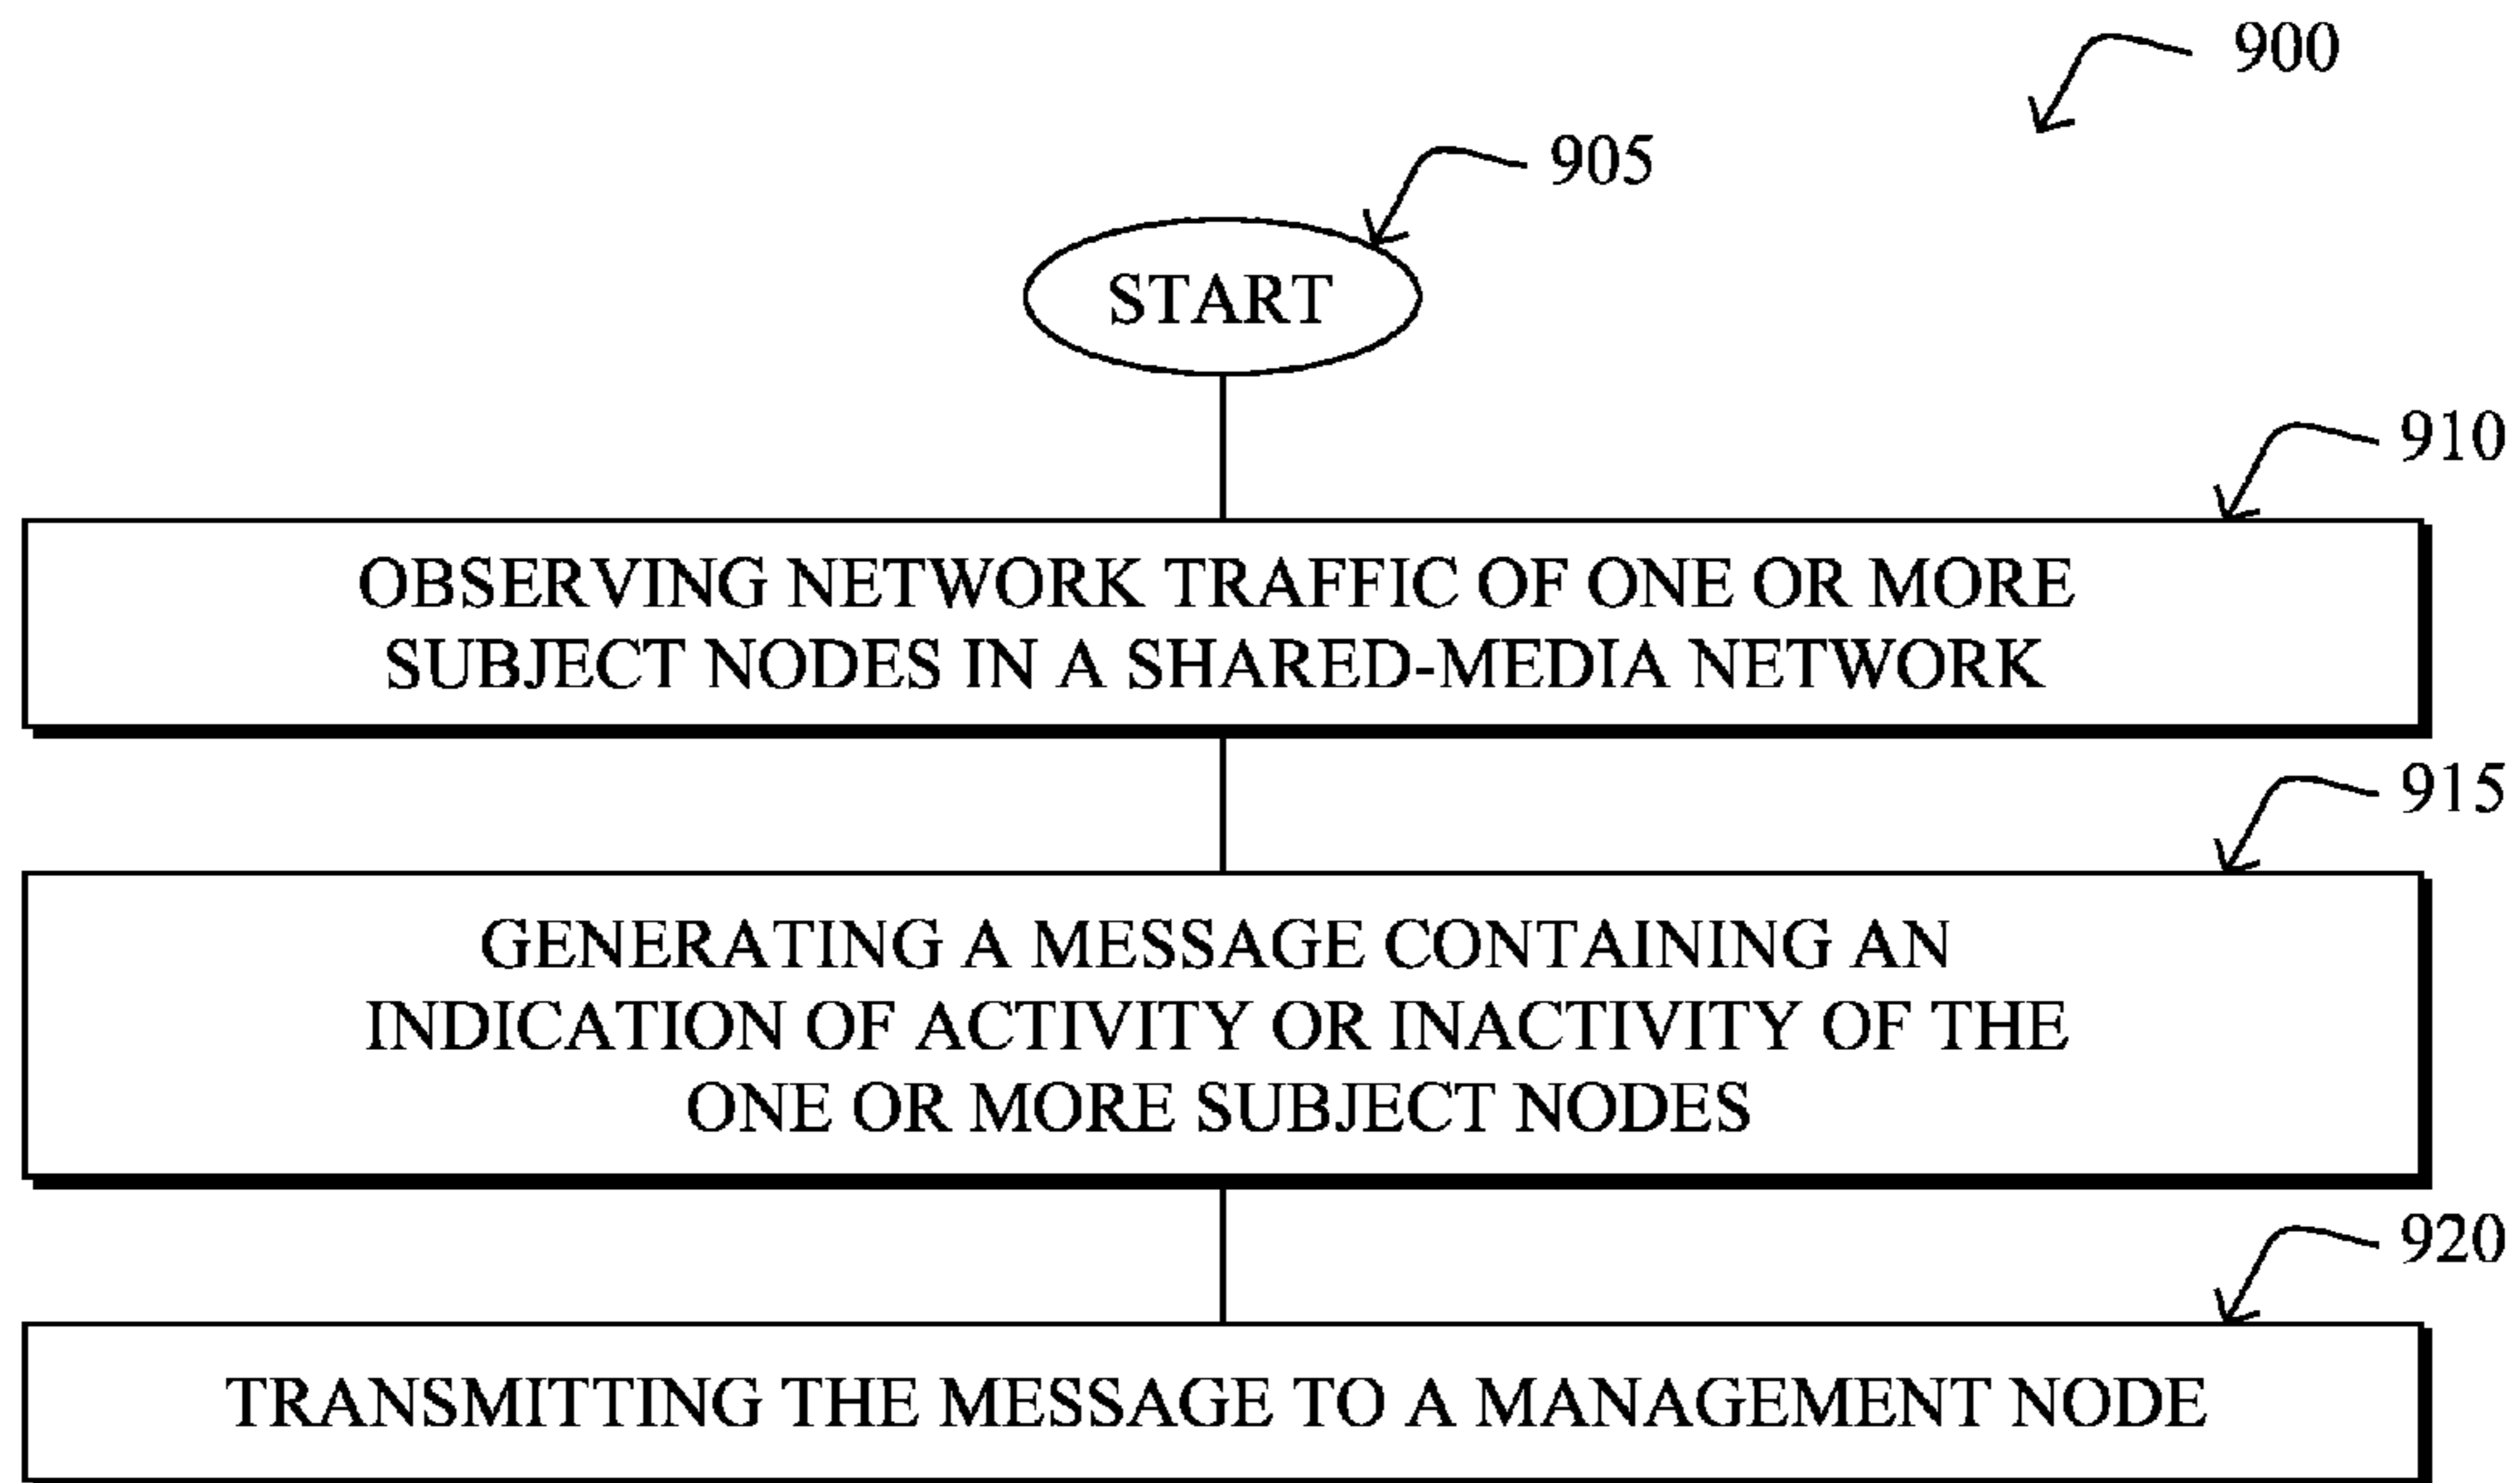 900
905
START
910
OBSERVING NETWORK TRAFFIC OF ONE OR MORE
SUBJECT NODES IN A SHARED-MEDIA NETWORK
915
GENERATING A MESSAGE CONTAINING AN
INDICATION OF ACTIVITY OR INACTIVITY OF THE
ONE OR MORE SUBJECT NODES
920
TRANSMITTING THE MESSAGE TO A MANAGEMENT NODE